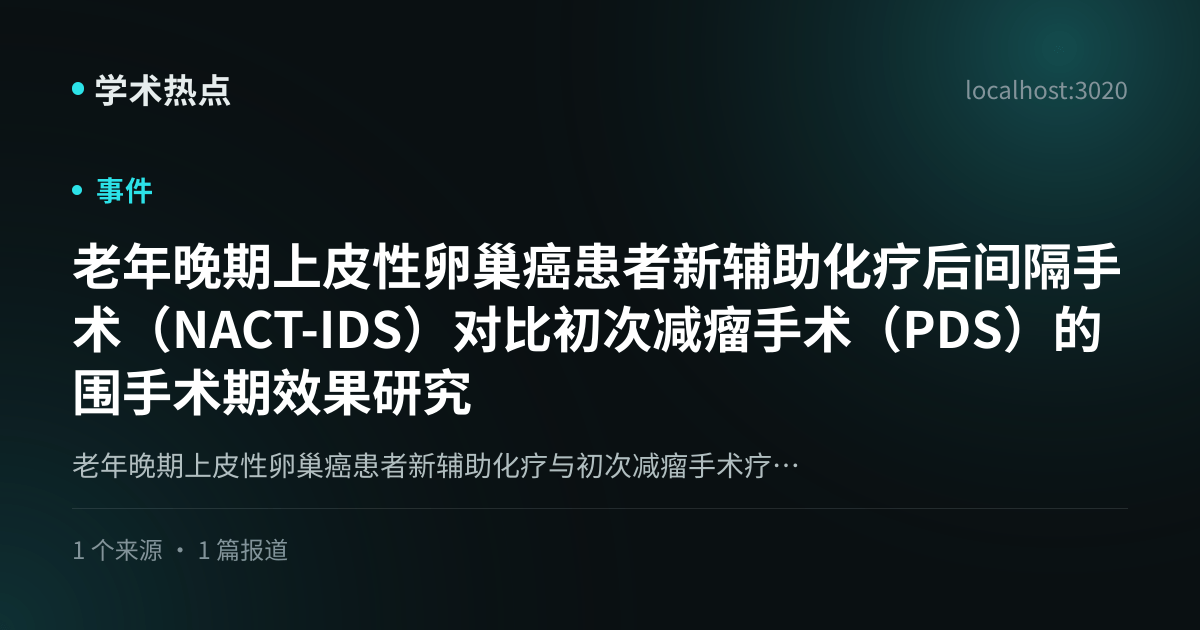 学术热点
localhost:3020
事件
老年晚期上皮性卵巢癌患者新辅助化疗后间隔手
术（NACT-IDS）对比初次减瘤手术（PDS）的
围手术期效果研究
老年晚期上皮性卵巢癌患者新辅助化疗与初次减瘤手术疗…
1 个来源 · 1 篇报道